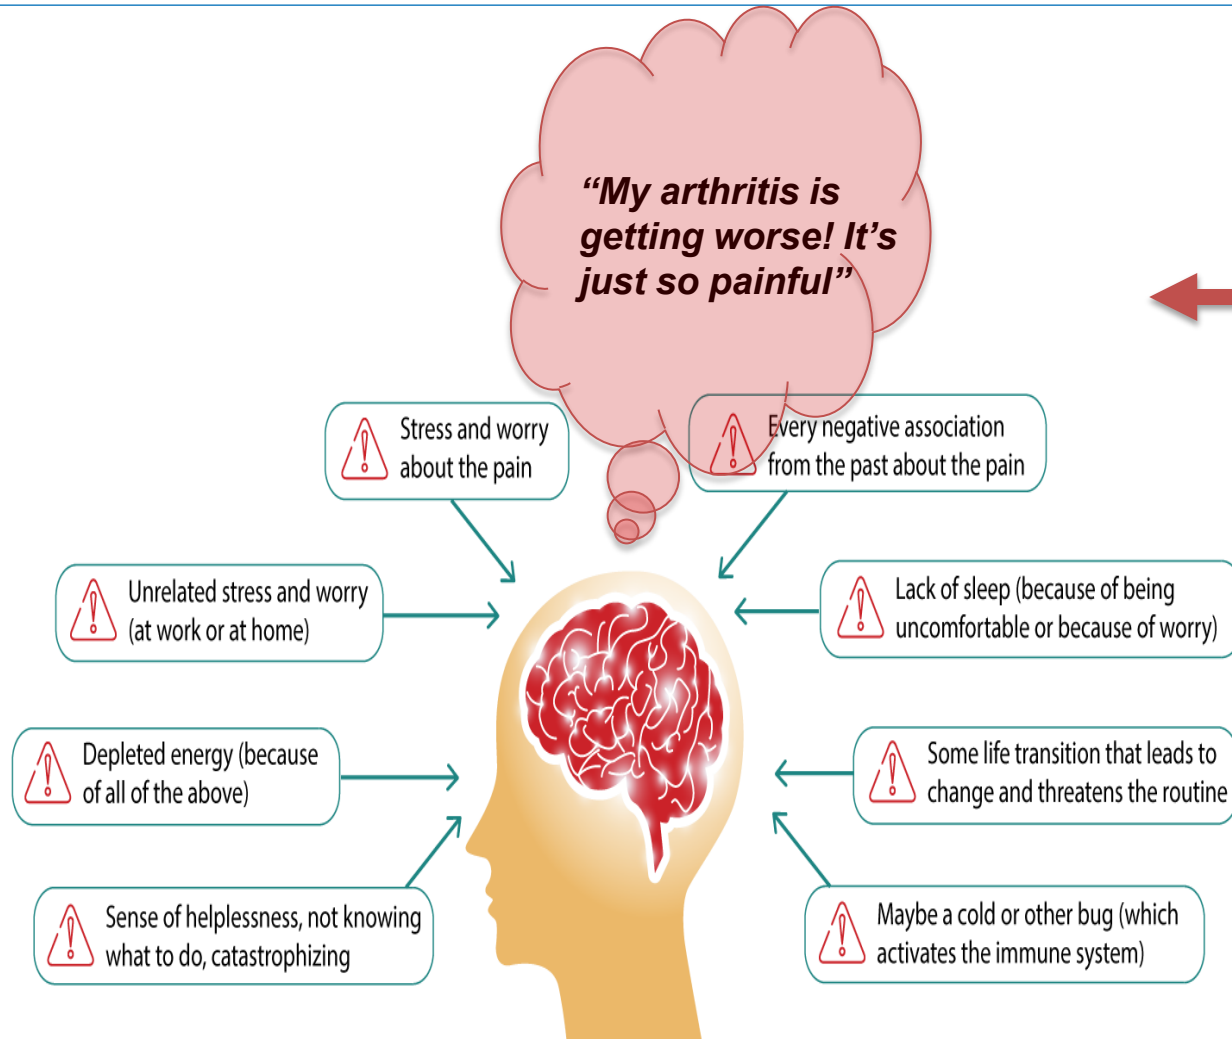 “My arthritis is
getting worse! It’s
just so painful”
Stress and worry
about the pain
Every negative association
from the past about the pain
Unrelated stress and worry
(at work or at home)
Lack of sleep (because of being
uncomfortable or because of worry)
Depleted energy (because
of all of the above)
Some life transition that leads to
change and threatens the routine
Sense of helplessness, not knowing
what to do, catastrophizing
Maybe a cold or other bug (which
activates the immune system)